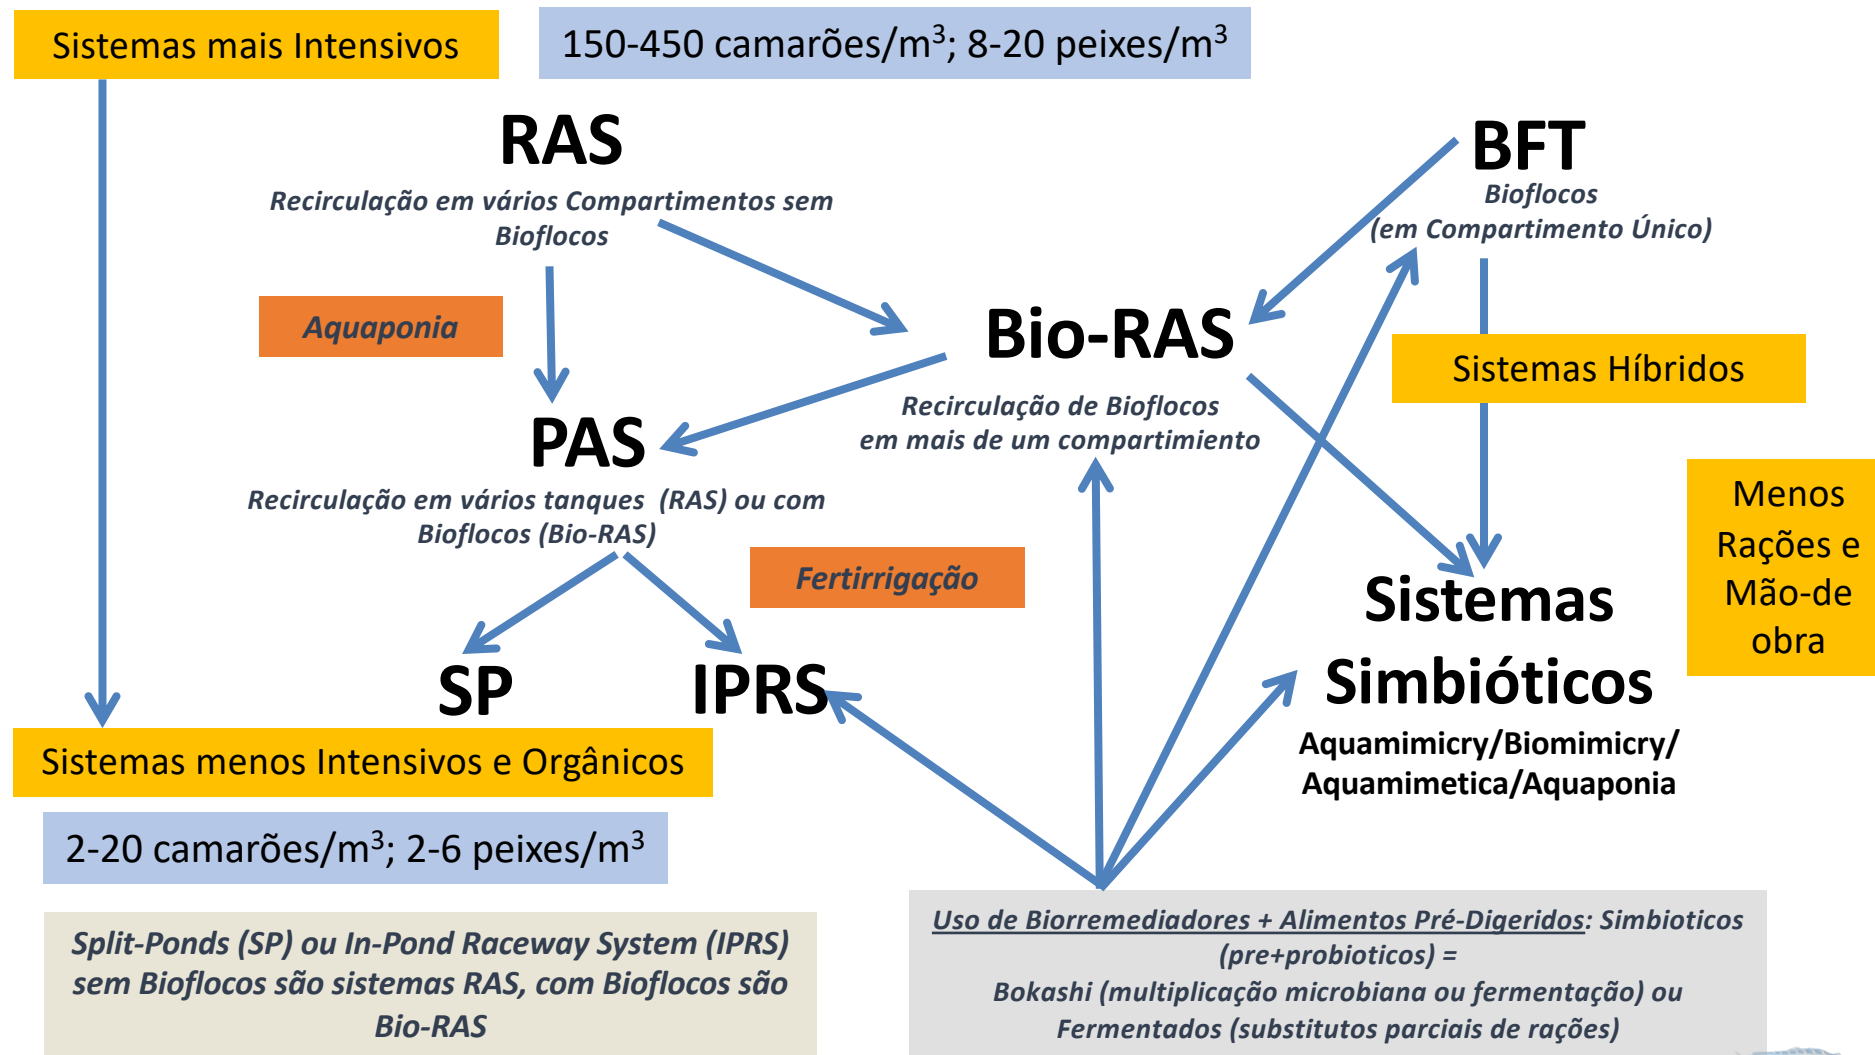 Sistemas mais Intensivos
150-450 camarões/m³; 8-20 peixes/m³
RAS
Recirculação em vários Compartimentos sem
Bioflocos
BFT
Bioflocos
(em Compartimento Único)
Aquaponia
Bio-RAS
Recirculação de Bioflocos
em mais de um compartimiento
Sistemas Híbridos
PAS
Recirculação em vários tanques (RAS) ou com
Bioflocos (Bio-RAS)
Fertirrigação
Menos
Rações e
Mão-de
obra
SP
IPRS
Sistemas
Simbióticos
Aquamimicry/Biomimicry/
Aquamimetica/Aquaponia
Sistemas menos Intensivos e Orgânicos
2-20 camarões/m³; 2-6 peixes/m³
Split-Ponds (SP) ou In-Pond Raceway System (IPRS)
sem Bioflocos são sistemas RAS, com Bioflocos são
Bio-RAS
Uso de Biorremediadores + Alimentos Pré-Digeridos: Simbioticos
(pre+probioticos) =
Bokashi (multiplicação microbiana ou fermentação) ou
Fermentados (substitutos parciais de rações)